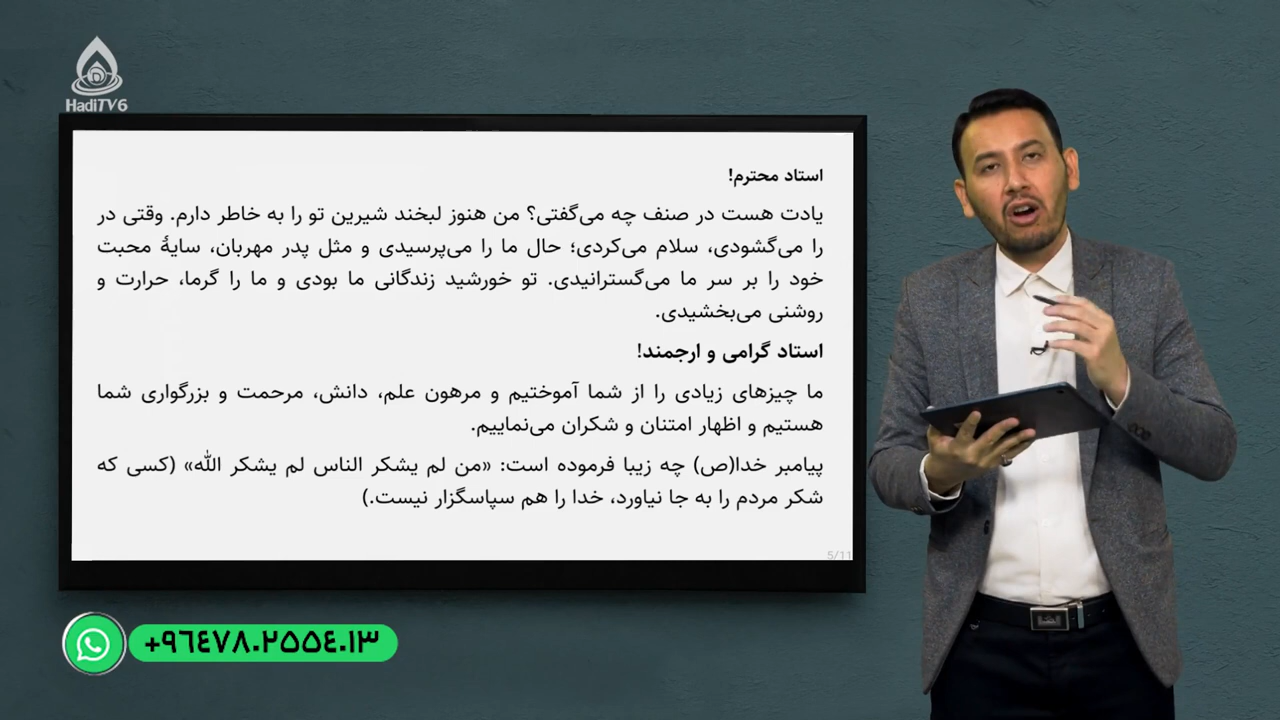 HadiTV6
استاد محترم!
یادت هست در صنف چه می‌گفتی؟ من هنوز لبخند شیرین تو را به خاطر دارم. وقتی در
را می‌گشودی، سلام می‌کردی؛ حال ما را می‌پرسیدی و مثل پدر مهربان، سایهٔ محبت
خود را بر سر ما می‌گسترانیدی. تو خورشید زندگانی ما بودی و ما را گرما، حرارت و
روشنی می‌بخشیدی.
استاد گرامی و ارجمند!
ما چیزهای زیادی را از شما آموختیم و مرهون علم، دانش، مرحمت و بزرگواری شما
هستیم و اظهار امتنان و شکران می‌نماییم.
پیامبر خدا(ص) چه زیبا فرموده است: «من لم یشکر الناس لم یشکر الله» (کسی که
شکر مردم را به جا نیاورد، خدا را هم سپاسگزار نیست.)
5/11
+٩٦٤٧٨٠٢٥٥٤٠١٣